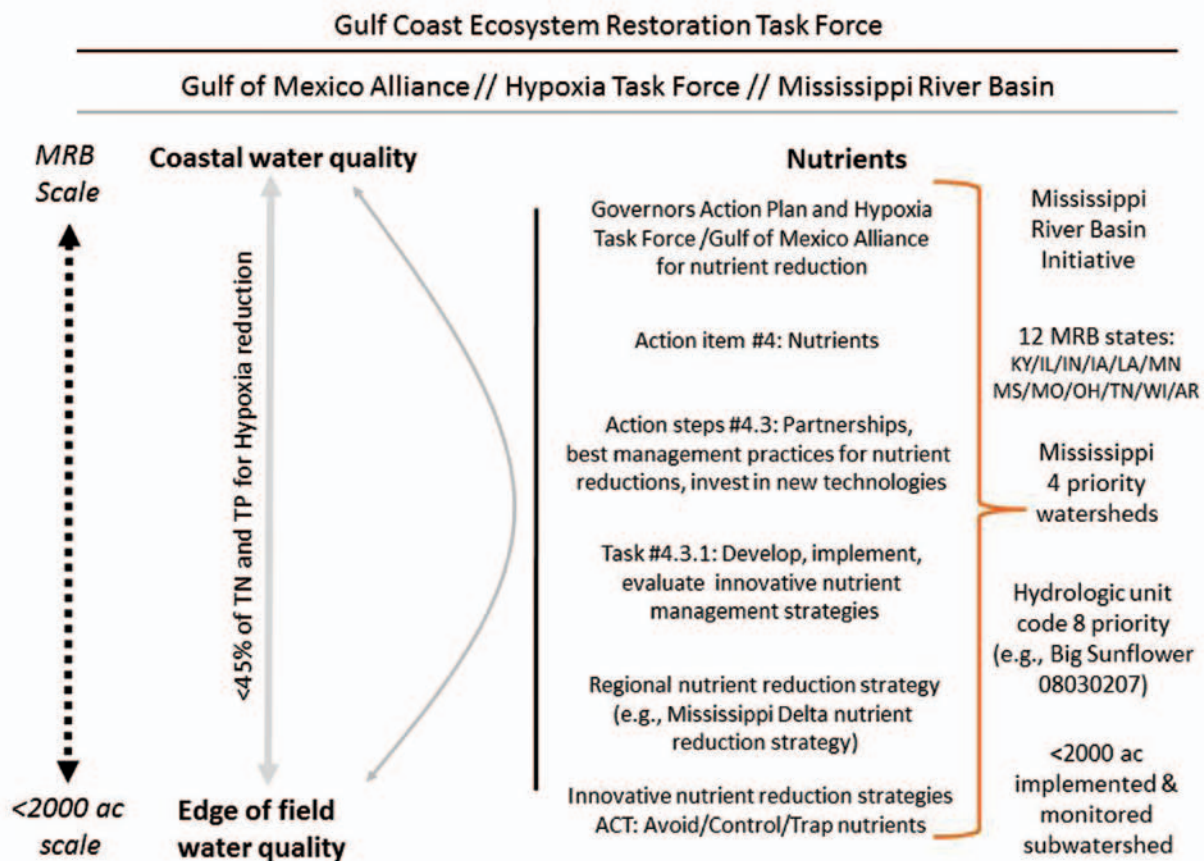 Gulf Coast Ecosystem Restoration Task Force
Gulf of Mexico Alliance // Hypoxia Task Force // Mississippi River Basin
MRB
Scale
<2000 ac
scale
Coastal water quality
<45% of TN and TP for Hypoxia reduction
Edge of field
water quality
Nutrients
Governors Action Plan and Hypoxia
Task Force /Gulf of Mexico Alliance
for nutrient reduction
Action item #4: Nutrients
Action steps #4.3: Partnerships,
best management practices for nutrient
reductions, invest in new technologies
Task #4.3.1: Develop, implement,
evaluate innovative nutrient
management strategies
Regional nutrient reduction strategy
(e.g., Mississippi Delta nutrient
reduction strategy)
Innovative nutrient reduction strategies
ACT: Avoid/Control/Trap nutrients
Mississippi
River Basin
Initiative
12 MRB states:
KY/IL/IN/IA/LA/MN
MS/MO/OH/TN/WI/AR
Mississippi
4 priority
watersheds
Hydrologic unit
code 8 priority
(e.g., Big Sunflower
08030207)
<2000 ac
implemented &
monitored
subwatershed